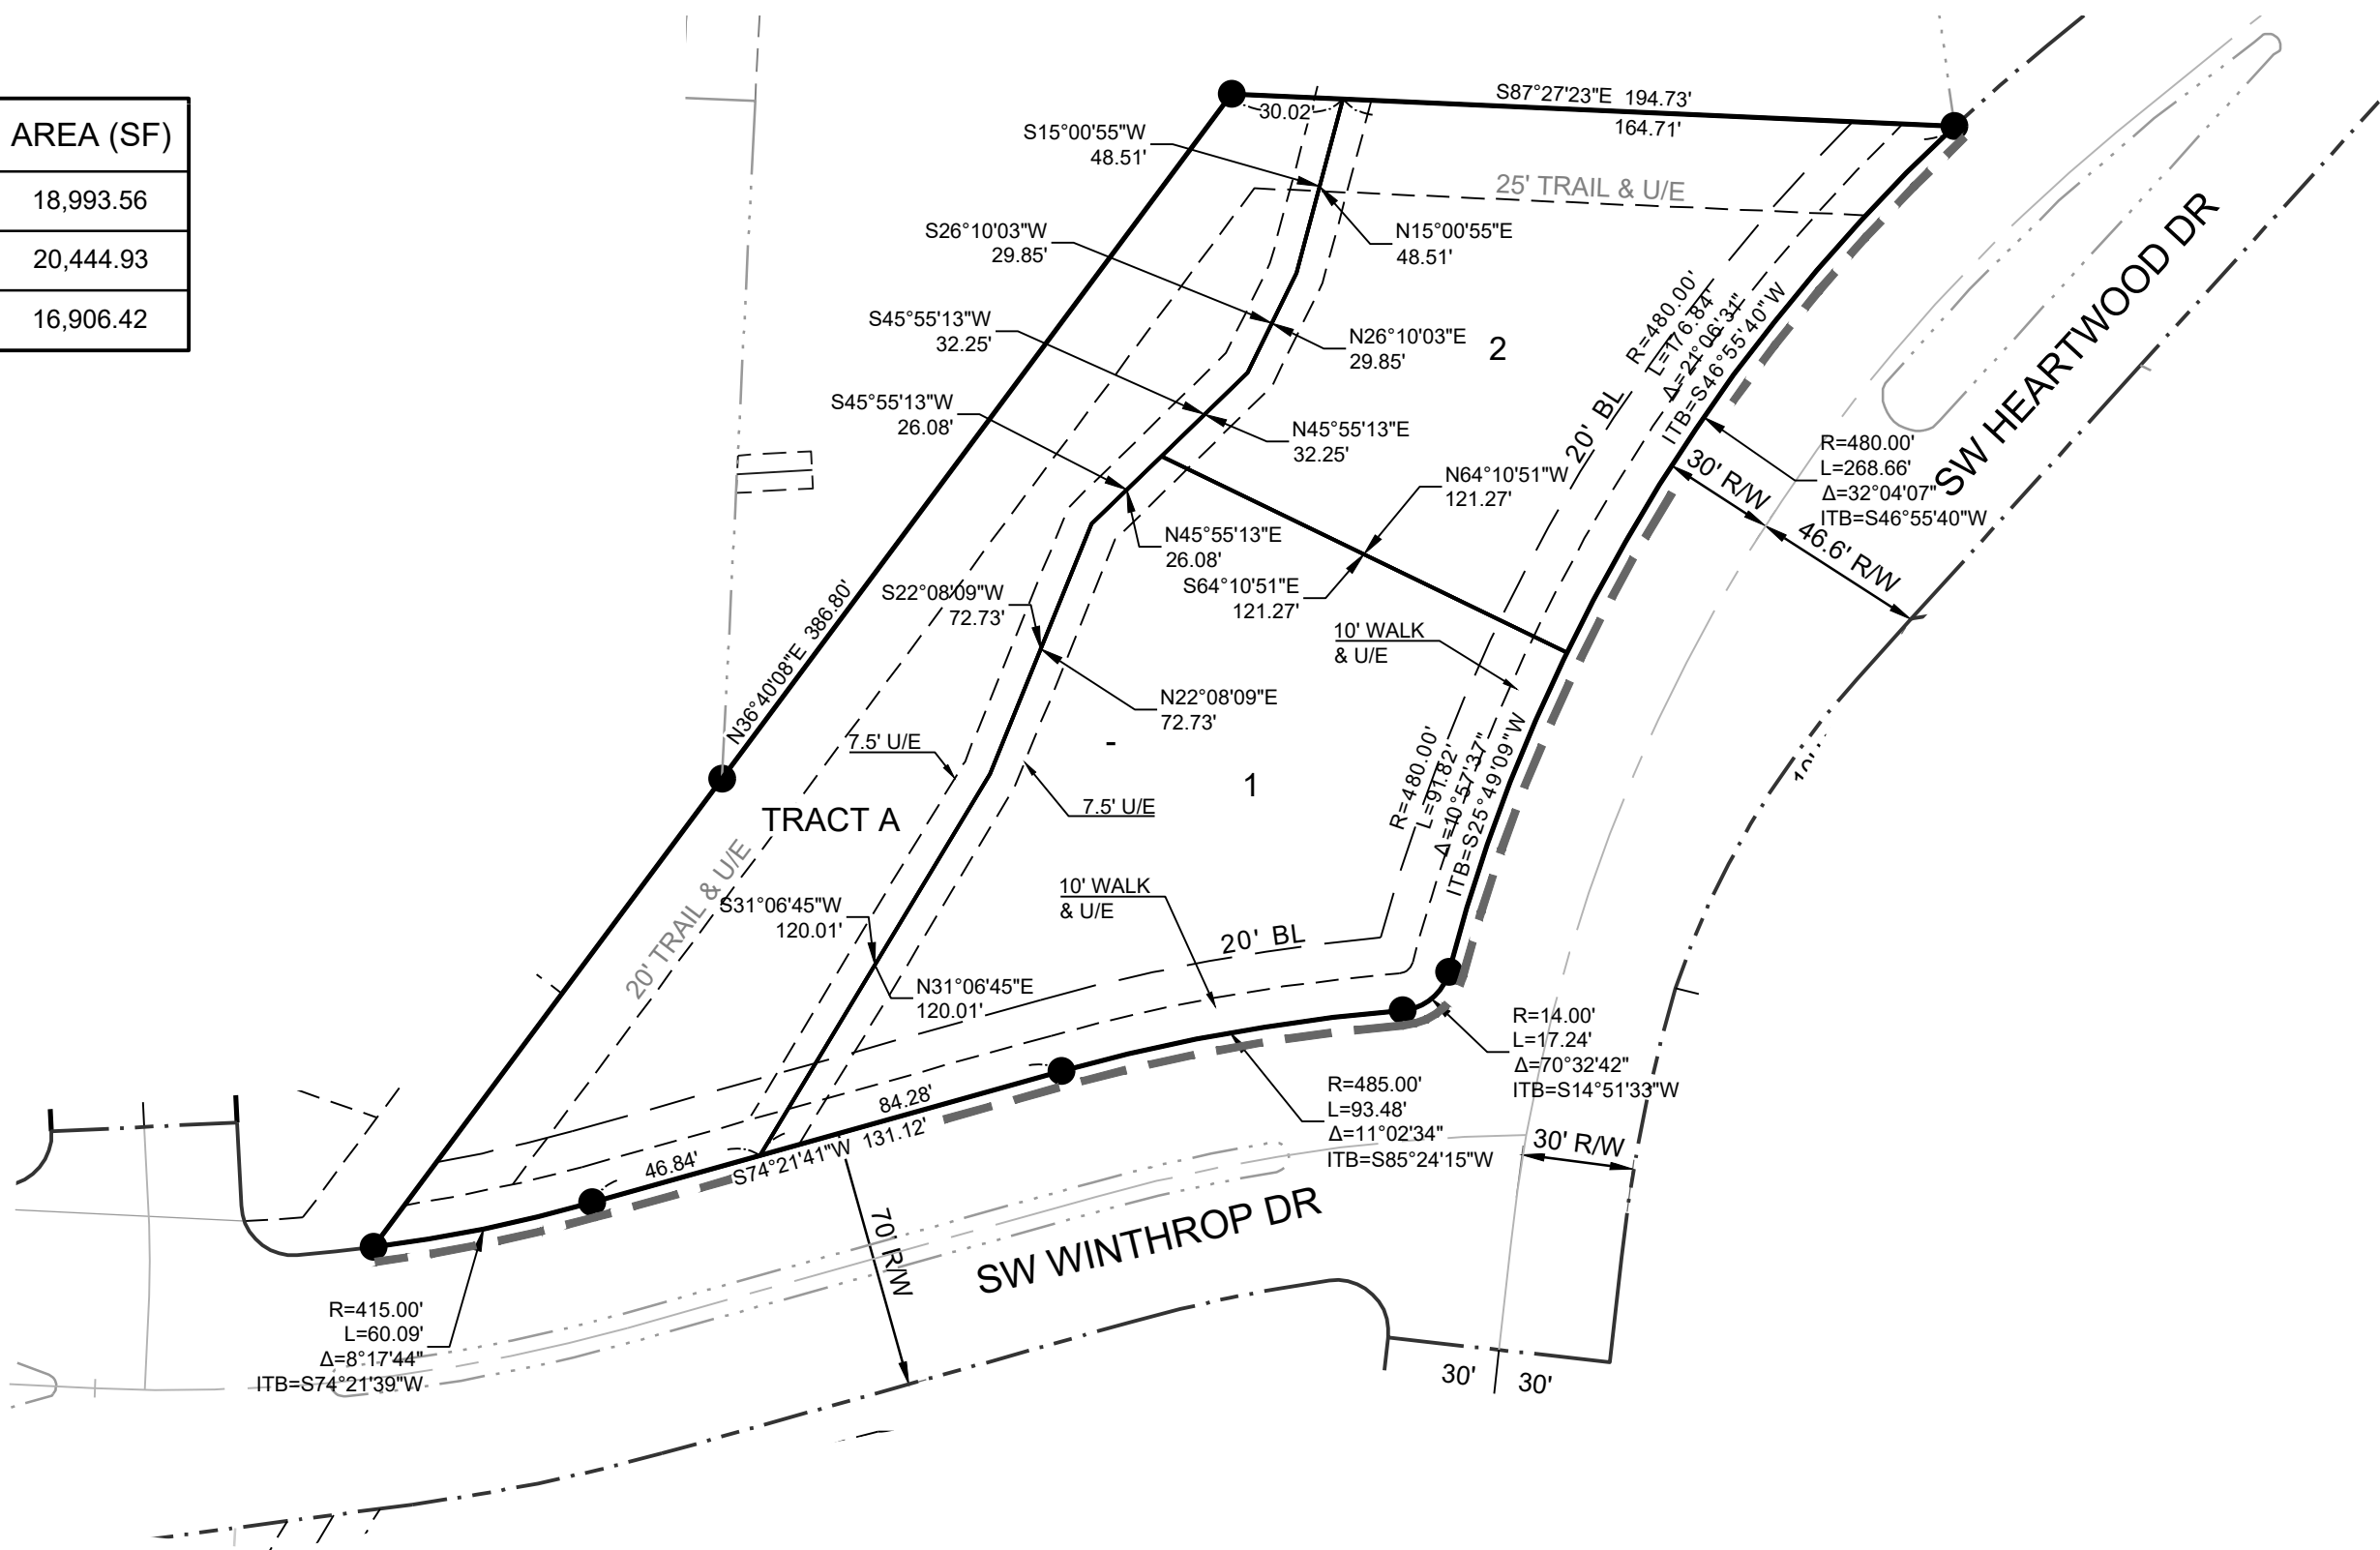 AREA (SF)
18,993.56
20,444.93
16,906.42
S87°27'23"E 194.73'
30.02'
164.71'
S15°00'55"W
48.51'
25' TRAIL & U/E
N15°00'55"E
48.51'
S26°10'03"W
29.85'
N26°10'03"E
29.85'
2
S45°55'13"W
32.25'
S45°55'13"W
26.08'
N45°55'13"E
32.25'
R=480.00'
L=176.84'
Δ=21°06'31"
ITB=S46°55'40"W
20' BL
SW HEARTWOOD DR
R=480.00'
L=268.66'
Δ=32°04'07"
ITB=S46°55'40"W
30' R/W
46.6' R/W
N64°10'51"W
121.27'
N45°55'13"E
26.08'
S64°10'51"E
121.27'
S22°08'09"W
72.73'
N36°40'08"E 386.80'
10' WALK
& U/E
N22°08'09"E
72.73'
7.5' U/E
-
1
7.5' U/E
TRACT A
R=480.00'
L=91.82'
Δ=10°57'37"
ITB=S25°49'09"W
10'
20' TRAIL & U/E
S31°06'45"W
120.01'
10' WALK
& U/E
20' BL
N31°06'45"E
120.01'
R=14.00'
L=17.24'
Δ=70°32'42"
ITB=S14°51'33"W
R=485.00'
L=93.48'
Δ=11°02'34"
ITB=S85°24'15"W
84.28'
46.84'
S74°21'41"W 131.12'
30' R/W
70' R/W
SW WINTHROP DR
R=415.00'
L=60.09'
Δ=8°17'44"
ITB=S74°21'39"W
30'
30'